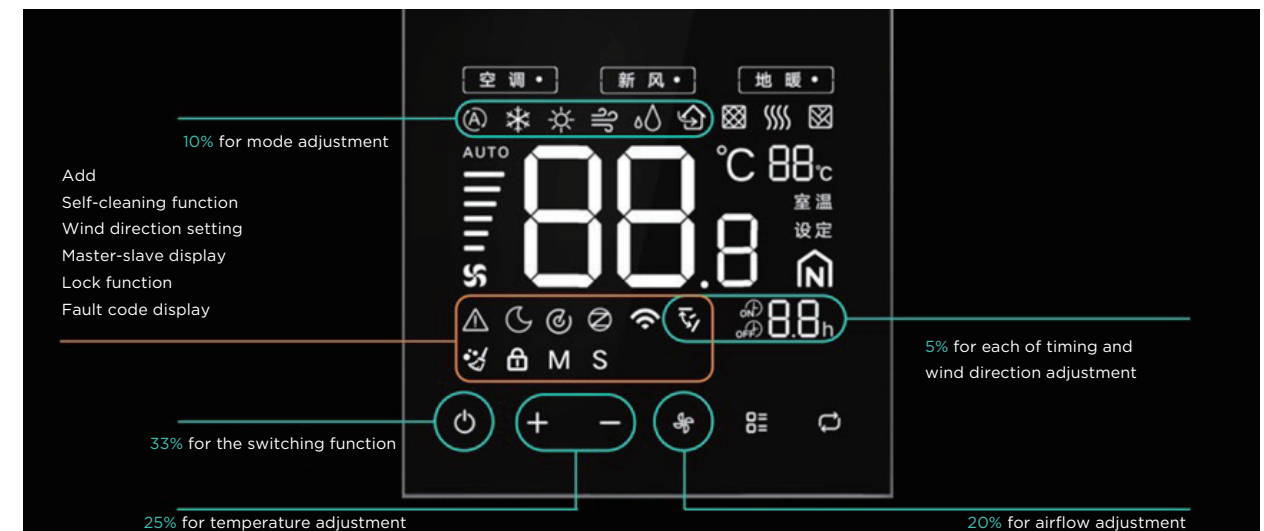 空调 新风 地暖
A
10% for mode adjustment
AUTO
88.8 °C 88°C
室温
设定
N
Add
Self-cleaning function
Wind direction setting
Master-slave display
Lock function
Fault code display
ON
OFF
8.8h
M S
5% for each of timing and
wind direction adjustment
33% for the switching function
25% for temperature adjustment
20% for airflow adjustment